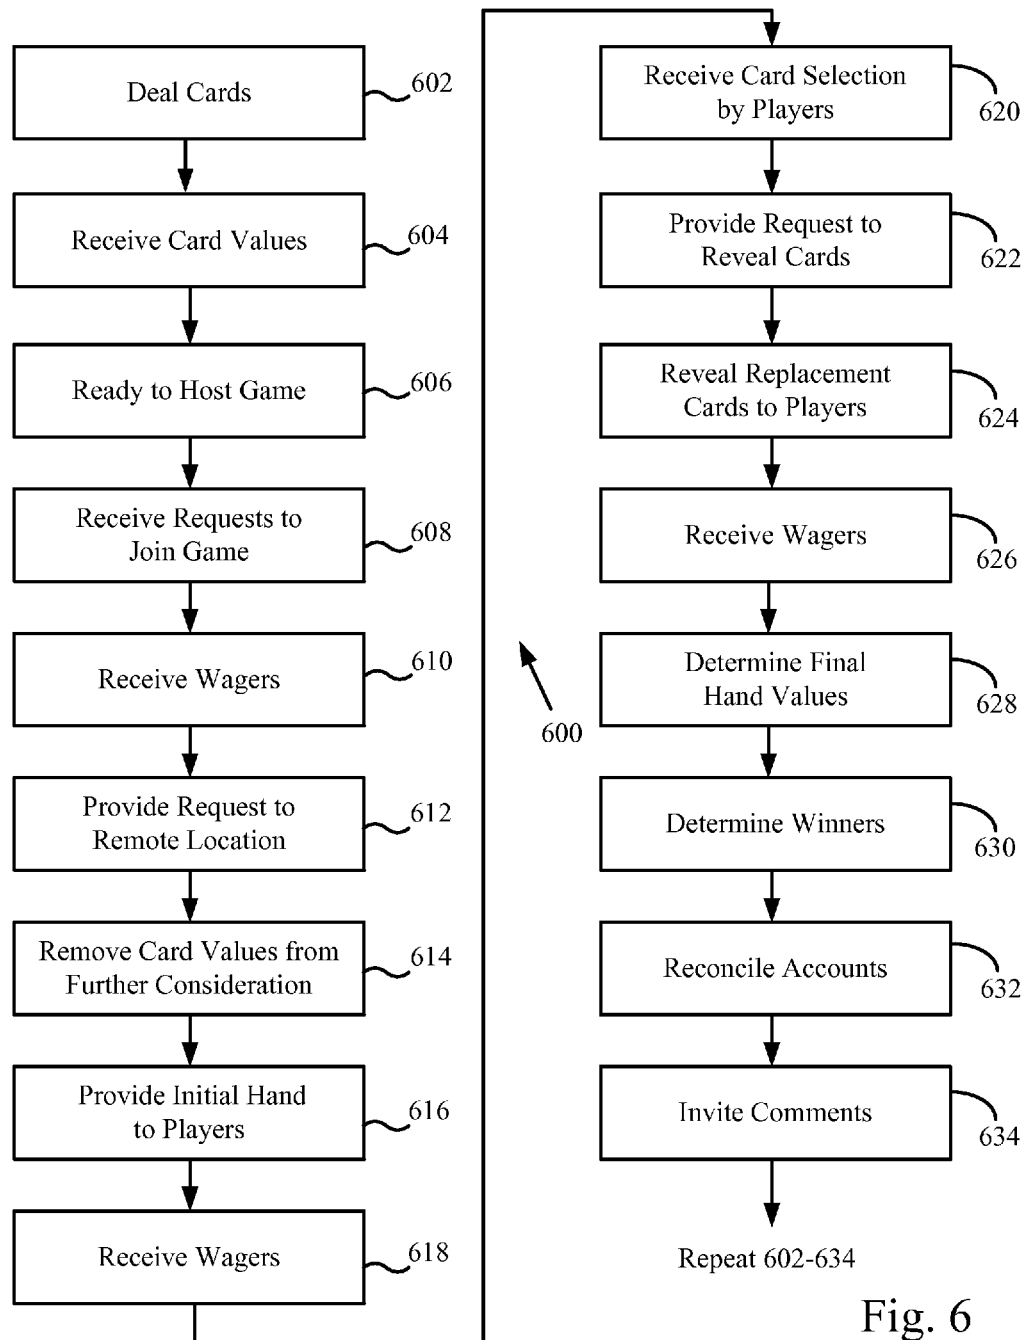 Deal Cards
602
Receive Card Values
604
Ready to Host Game
606
Receive Requests to
Join Game
608
Receive Wagers
610
Provide Request to
Remote Location
612
Remove Card Values from
Further Consideration
614
Provide Initial Hand
to Players
616
Receive Wagers
618
Receive Card Selection
by Players
620
Provide Request to
Reveal Cards
622
Reveal Replacement
Cards to Players
624
Receive Wagers
626
Determine Final
Hand Values
628
600
Determine Winners
630
Reconcile Accounts
632
Invite Comments
634
Repeat 602-634
Fig. 6